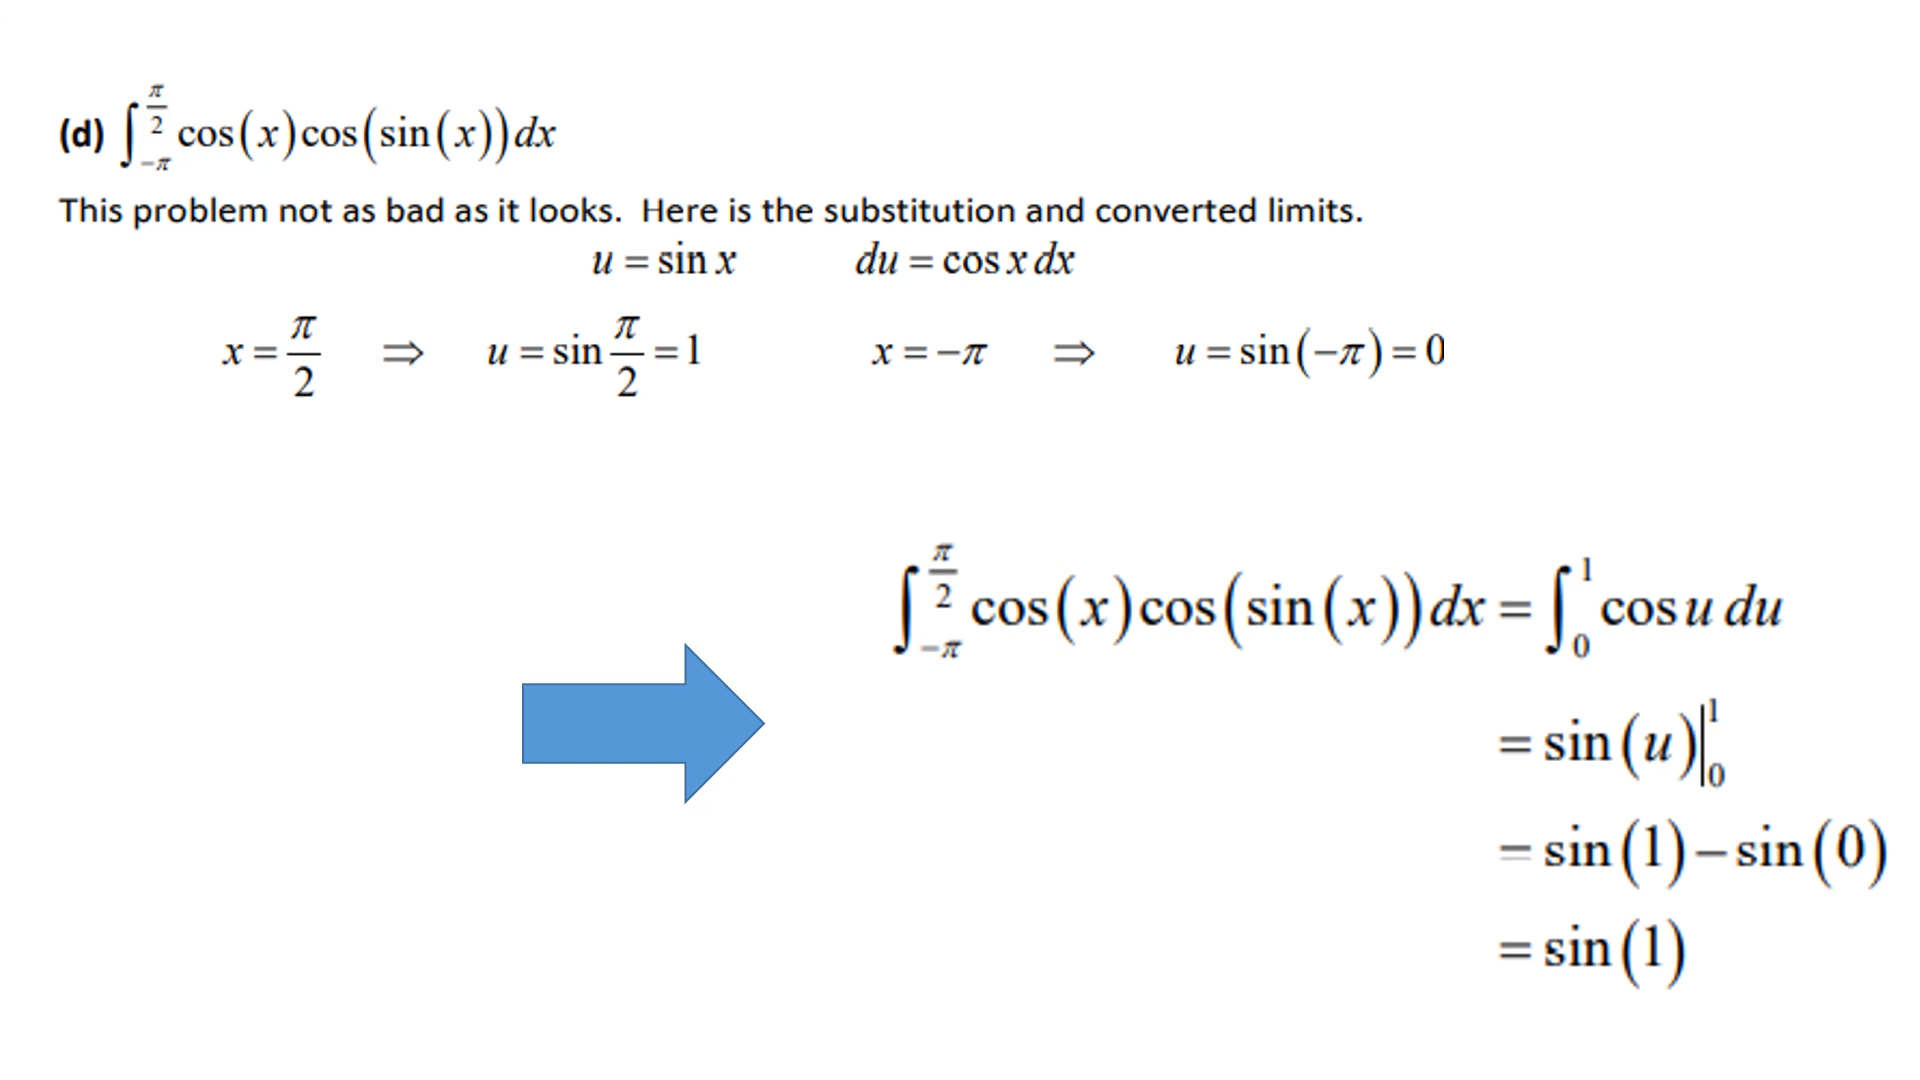 (d) ∫_{-π}^{π/2} cos(x)cos(sin(x))dx
This problem not as bad as it looks.  Here is the substitution and converted limits.
u = sin x    du = cos x dx
x = π/2 ⇒ u = sin π/2 = 1    x = −π ⇒ u = sin(−π) = 0
∫_{-π}^{π/2} cos(x)cos(sin(x))dx = ∫_0^1 cos u du
= sin(u)|_0^1
= sin(1) − sin(0)
= sin(1)